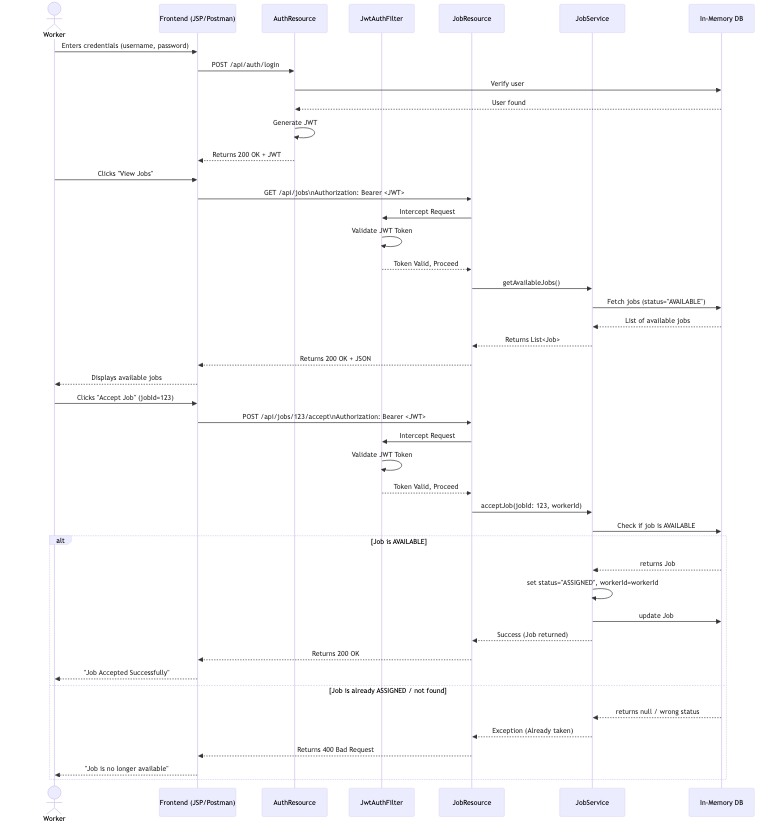 Worker
Frontend (JSP/Postman)
AuthResource
JwtAuthFilter
JobResource
JobService
In-Memory DB
Enters credentials (username, password)
POST /api/auth/login
Verify user
User found
Generate JWT
Returns 200 OK + JWT
Clicks "View Jobs"
GET /api/jobs\nAuthorization: Bearer <JWT>
Intercept Request
Validate JWT Token
Token Valid, Proceed
getAvailableJobs()
Fetch jobs (status="AVAILABLE")
List of available jobs
Returns List<Job>
Returns 200 OK + JSON
Displays available jobs
Clicks "Accept Job" (jobId=123)
POST /api/jobs/123/accept\nAuthorization: Bearer <JWT>
Intercept Request
Validate JWT Token
Token Valid, Proceed
acceptJob(jobId: 123, workerId)
Check if job is AVAILABLE
alt
[Job is AVAILABLE]
returns Job
set status="ASSIGNED", workerId=workerId
update Job
Success (Job returned)
Returns 200 OK
"Job Accepted Successfully"
[Job is already ASSIGNED / not found]
returns null / wrong status
Exception (Already taken)
Returns 400 Bad Request
"Job is no longer available"
Worker
Frontend (JSP/Postman)
AuthResource
JwtAuthFilter
JobResource
JobService
In-Memory DB